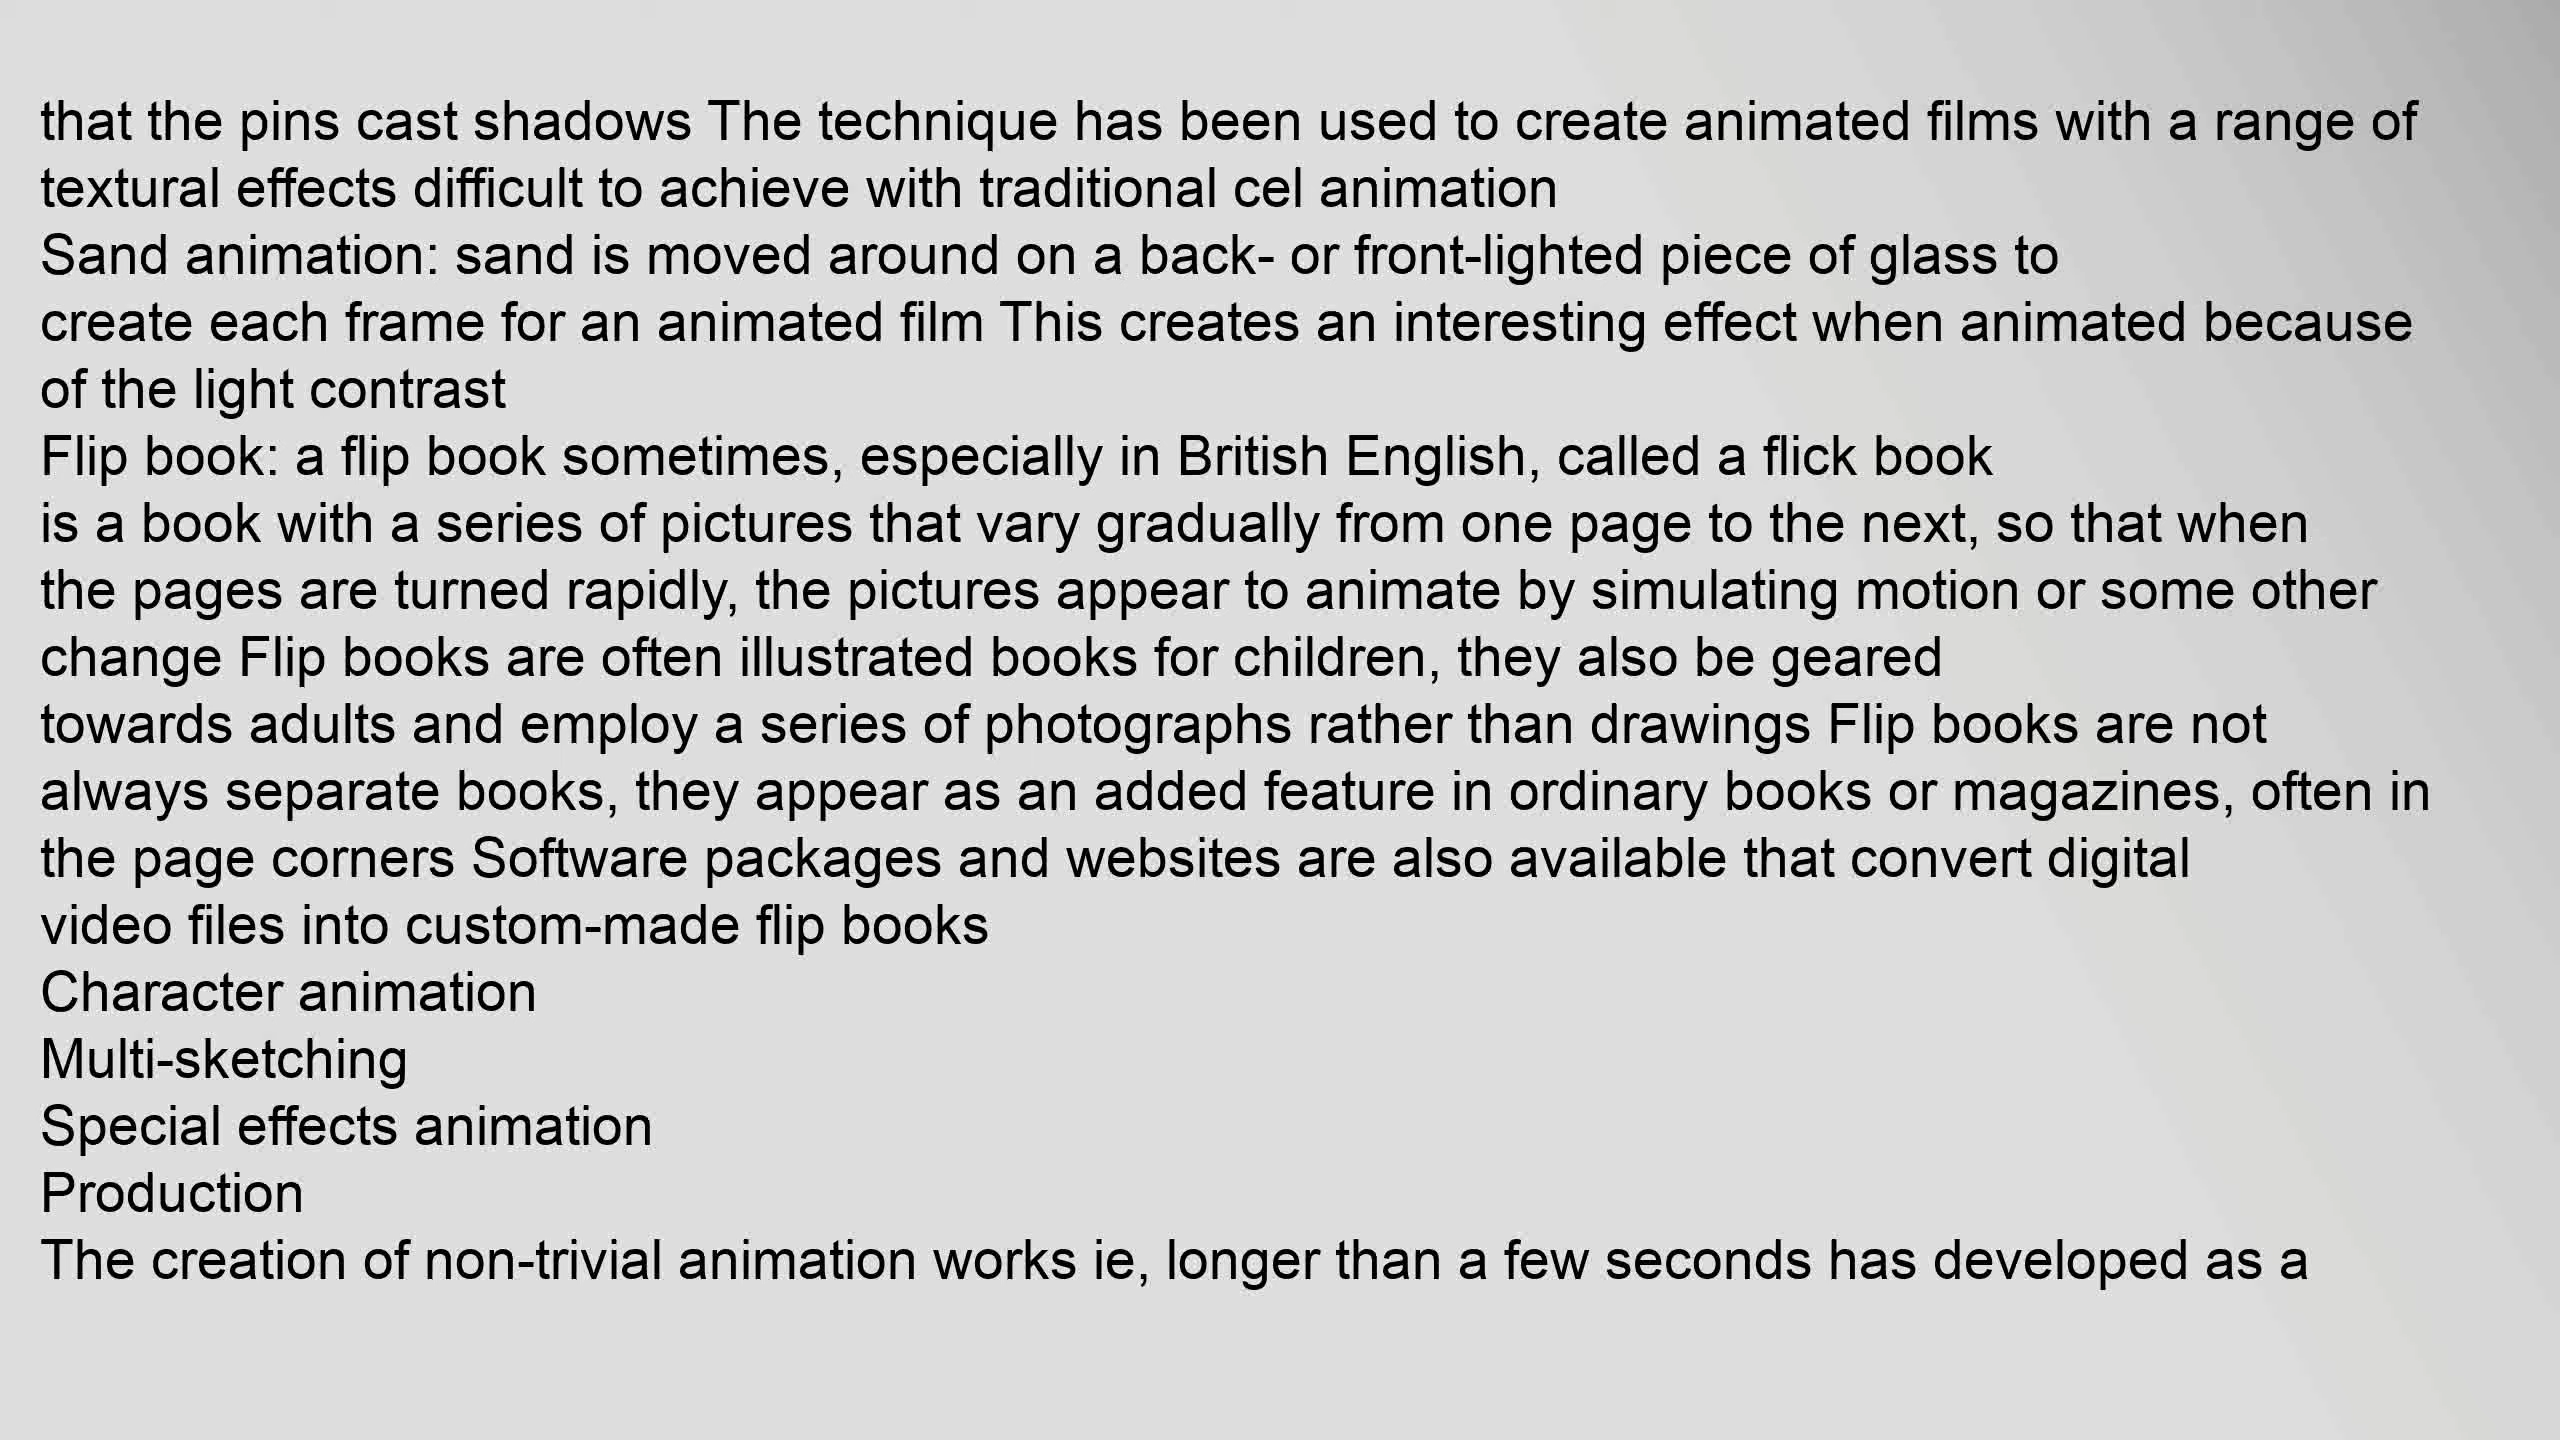 that the pins cast shadows The technique has been used to create animated films with a range of
textural effects difficult to achieve with traditional cel animation
Sand animation: sand is moved around on a back- or front-lighted piece of glass to
create each frame for an animated film This creates an interesting effect when animated because
of the light contrast
Flip book: a flip book sometimes, especially in British English, called a flick book
is a book with a series of pictures that vary gradually from one page to the next, so that when
the pages are turned rapidly, the pictures appear to animate by simulating motion or some other
change Flip books are often illustrated books for children, they also be geared
towards adults and employ a series of photographs rather than drawings Flip books are not
always separate books, they appear as an added feature in ordinary books or magazines, often in
the page corners Software packages and websites are also available that convert digital
video files into custom-made flip books
Character animation
Multi-sketching
Special effects animation
Production
The creation of non-trivial animation works ie, longer than a few seconds has developed as a